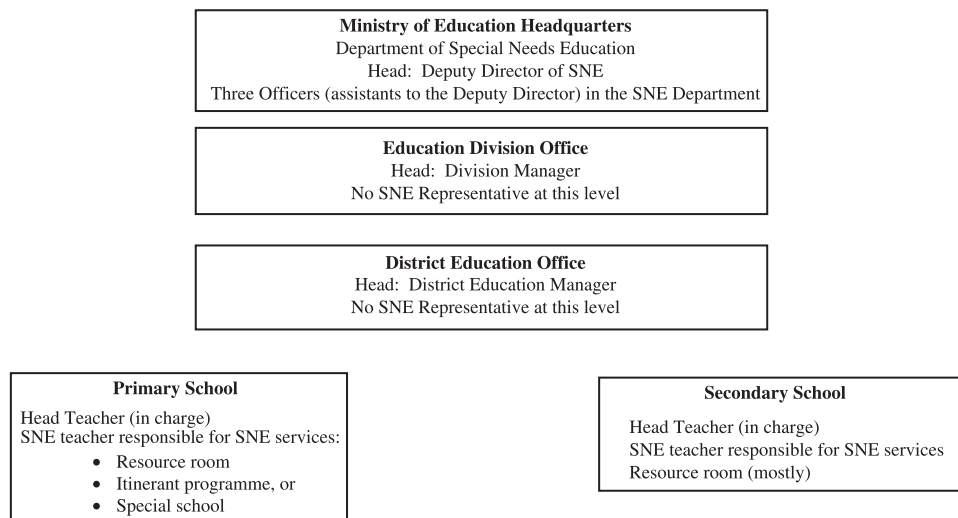 Ministry of Education Headquarters
Department of Special Needs Education
Head: Deputy Director of SNE
Three Officers (assistants to the Deputy Director) in the SNE Department
Education Division Office
Head: Division Manager
No SNE Representative at this level
District Education Office
Head: District Education Manager
No SNE Representative at this level
Primary School
Head Teacher (in charge)
SNE teacher responsible for SNE services:
• Resource room
• Itinerant programme, or
• Special school
Secondary School
Head Teacher (in charge)
SNE teacher responsible for SNE services
Resource room (mostly)